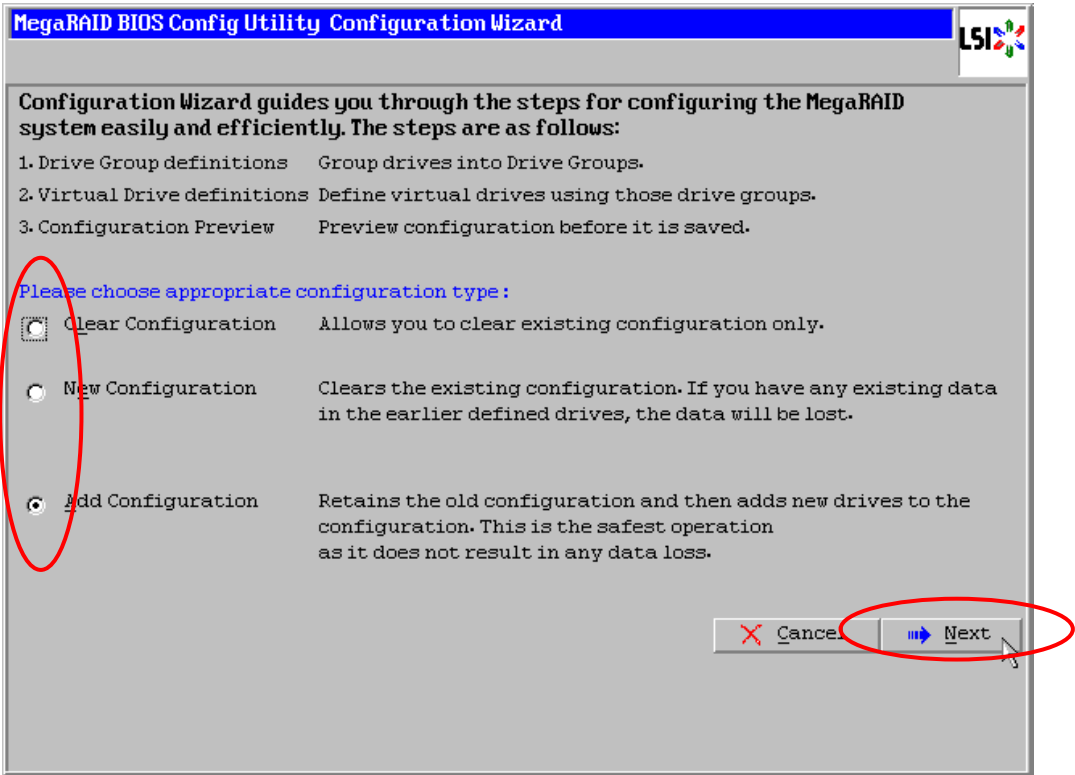 MegaRAID BIOS Config Utility Configuration Wizard
LSI
Configuration Wizard guides you through the steps for configuring the MegaRAID
system easily and efficiently. The steps are as follows:
1. Drive Group definitions Group drives into Drive Groups.
2. Virtual Drive definitions Define virtual drives using those drive groups.
3. Configuration Preview Preview configuration before it is saved.
Please choose appropriate configuration type:
Clear Configuration Allows you to clear existing configuration only.
New Configuration Clears the existing configuration. If you have any existing data
in the earlier defined drives, the data will be lost.
Add Configuration Retains the old configuration and then adds new drives to the
configuration. This is the safest operation
as it does not result in any data loss.
Cancel Next